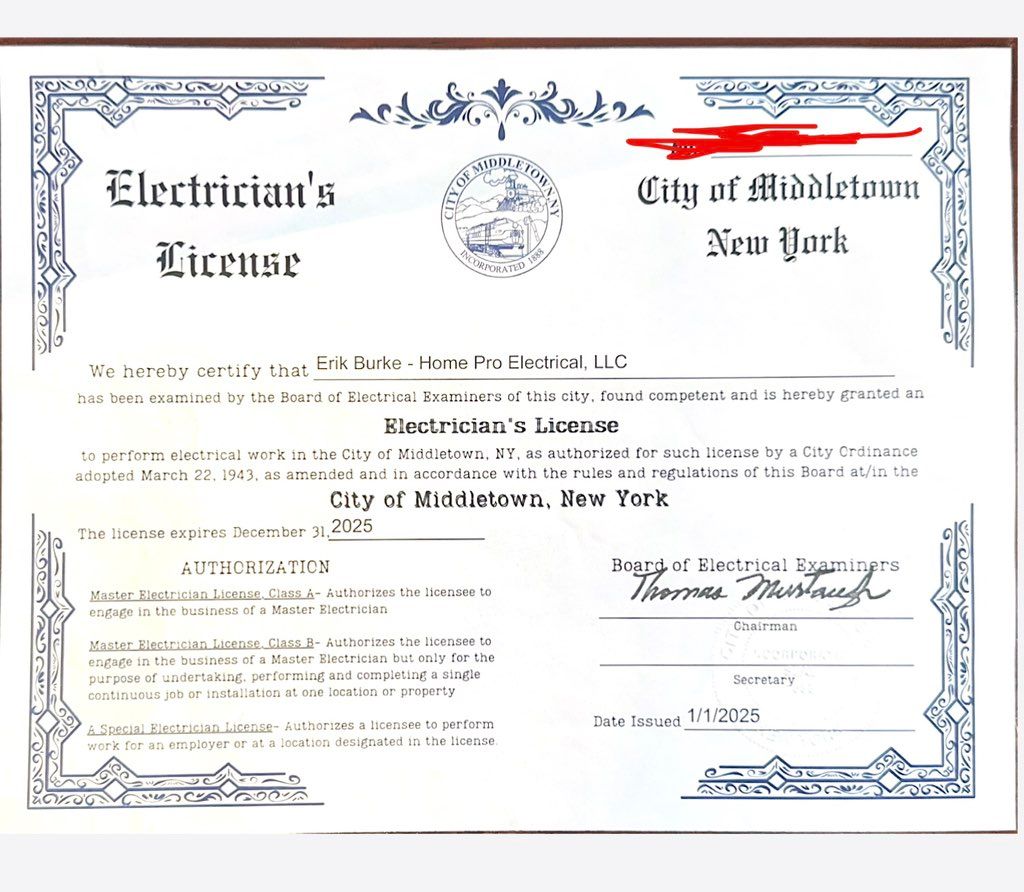 Electrician's
License
CITY OF MIDDLETOWN, NY
INCORPORATED 1888
City of Middletown
New York
We hereby certify that Erik Burke - Home Pro Electrical, LLC
has been examined by the Board of Electrical Examiners of this city, found competent and is hereby granted an
Electrician's License
to perform electrical work in the City of Middletown, NY, as authorized for such license by a City Ordinance
adopted March 22, 1943, as amended and in accordance with the rules and regulations of this Board at/in the
City of Middletown, New York
The license expires December 31, 2025
AUTHORIZATION
Master Electrician License, Class A- Authorizes the licensee to
engage in the business of a Master Electrician
Master Electrician License, Class B- Authorizes the licensee to
engage in the business of a Master Electrician but only for the
purpose of undertaking, performing and completing a single
continuous job or installation at one location or property
A Special Electrician License- Authorizes a licensee to perform
work for an employer or at a location designated in the license.
Board of Electrical Examiners
Thomas
Chairman
Secretary
Date Issued 1/1/2025